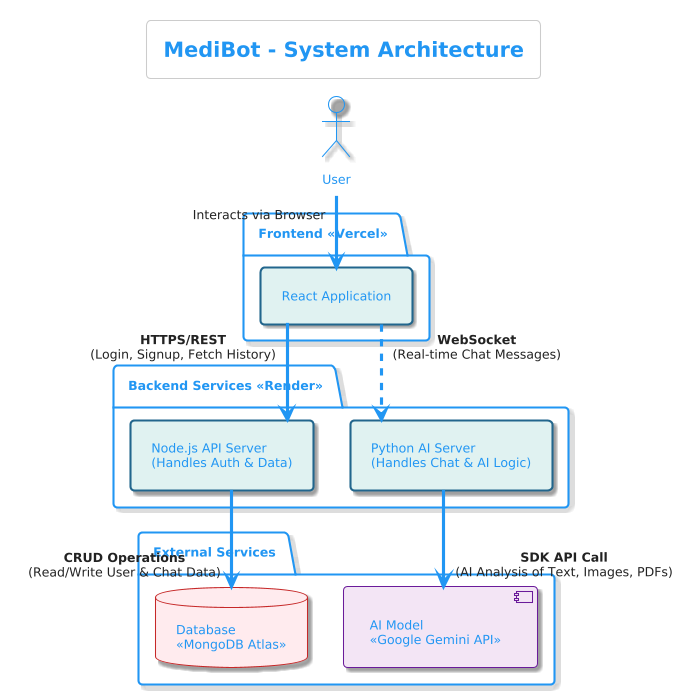 MediBot - System Architecture
User
Interacts via Browser
Frontend «Vercel»
React Application
HTTPS/REST
(Login, Signup, Fetch History)
WebSocket
(Real-time Chat Messages)
Backend Services «Render»
Node.js API Server
(Handles Auth & Data)
Python AI Server
(Handles Chat & AI Logic)
External Services
CRUD Operations
(Read/Write User & Chat Data)
SDK API Call
(AI Analysis of Text, Images, PDFs)
Database
«MongoDB Atlas»
AI Model
«Google Gemini API»